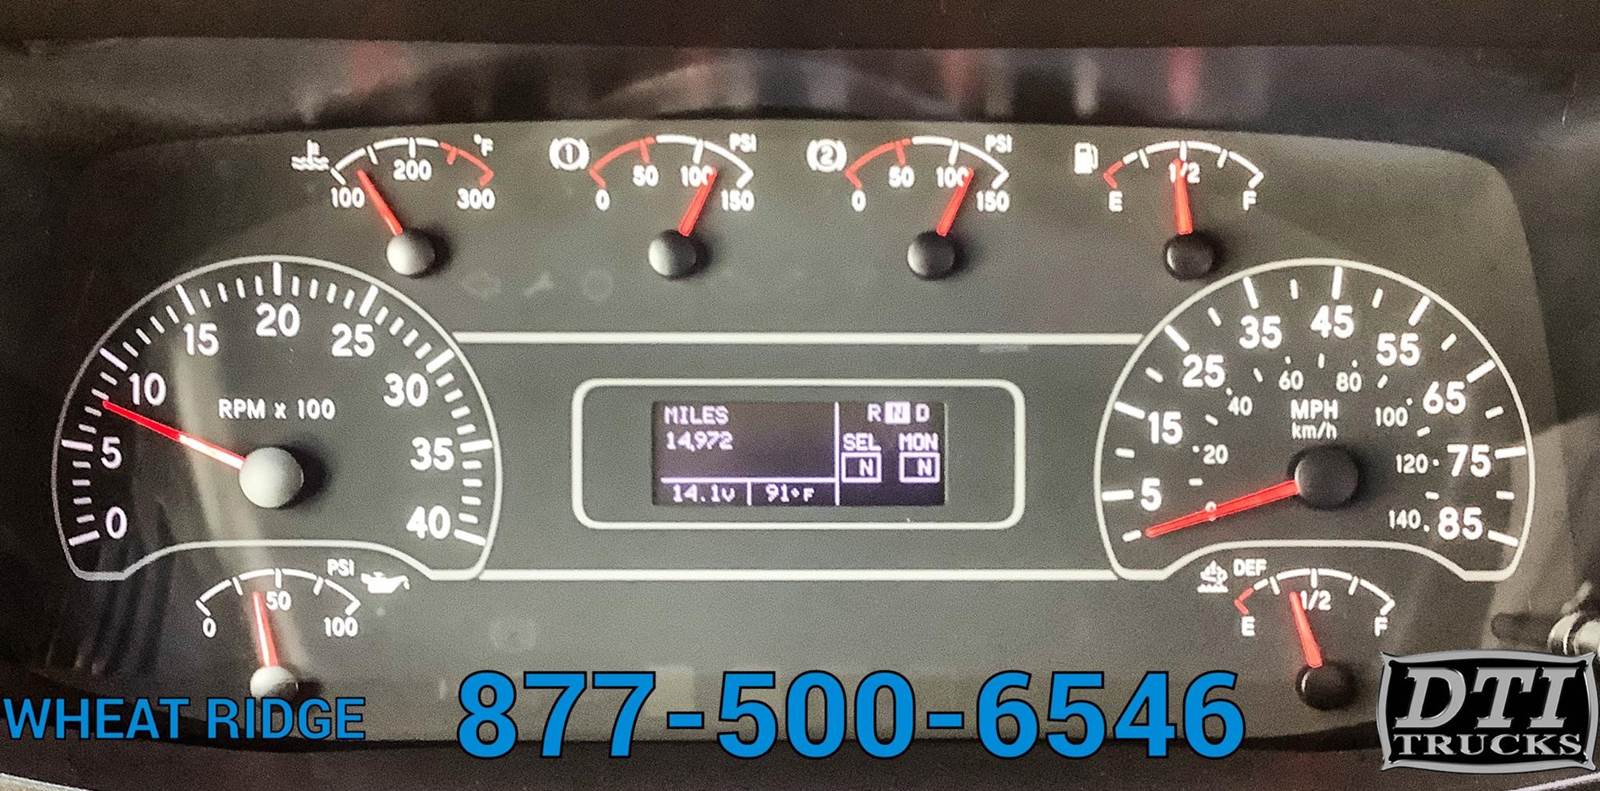 °F
100 200 300
(1) PSI
0 50 100 150
(2) PSI
0 50 100 150
E 1/2 F
0 5 10 15 20 25 30 35 40
RPM x 100
MILES
14,972
R N D
SEL MON
N N
14.1V 91°F
5 15 25 35 45 55 65 75 85
MPH
km/h
0 20 40 60 80 100 120 140
PSI
0 50 100
DEF
E 1/2 F
WHEAT RIDGE
877-500-6546
DTI
TRUCKS